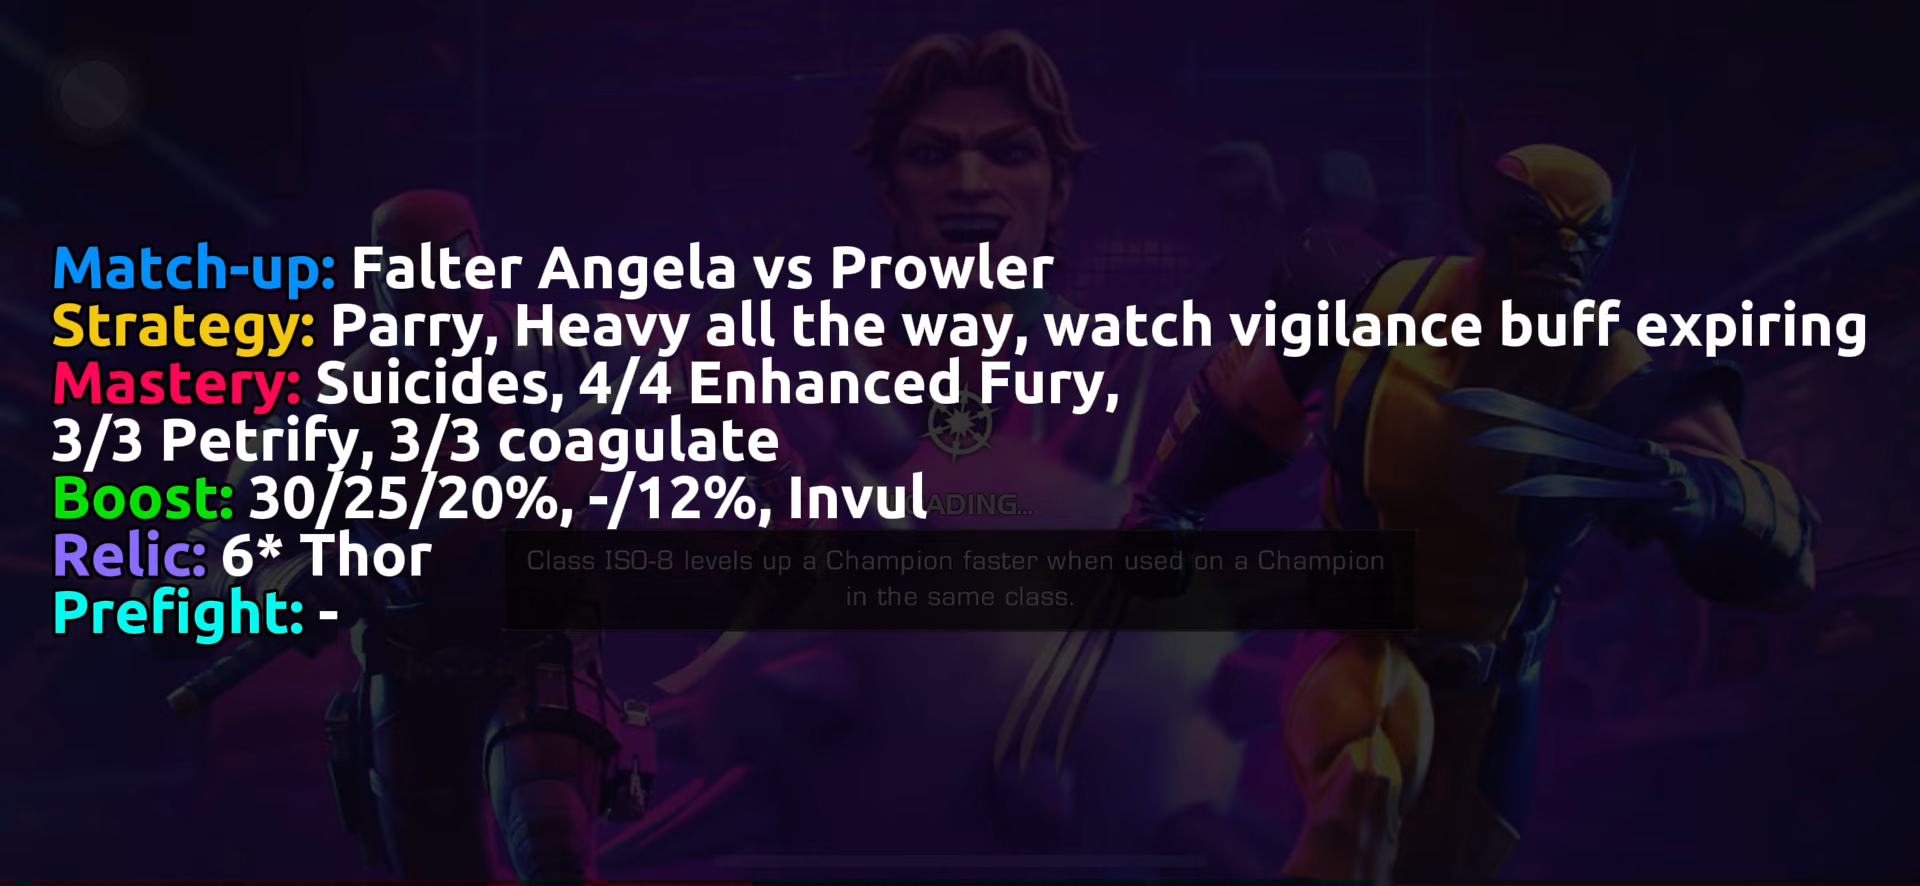 Match-up: Falter Angela vs Prowler
Strategy: Parry, Heavy all the way, watch vigilance buff expiring
Mastery: Suicides, 4/4 Enhanced Fury,
3/3 Petrify, 3/3 coagulate
Boost: 30/25/20%, -/12%, Invul
ADING...
Relic: 6* Thor
Class ISO-8 levels up a Champion faster when used on a Champion
in the same class.
Prefight: -